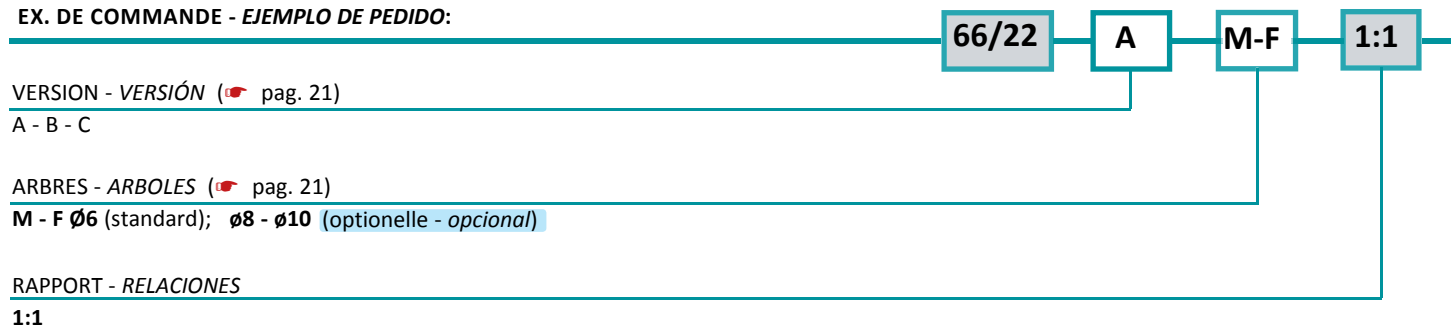 EX. DE COMMANDE - EJEMPLO DE PEDIDO:
66/22 A M-F 1:1
VERSION - VERSIÓN (☛ pag. 21)
A - B - C
ARBRES - ARBOLES (☛ pag. 21)
M - F Ø6 (standard); ø8 - ø10 (optionelle - opcional)
RAPPORT - RELACIONES
1:1